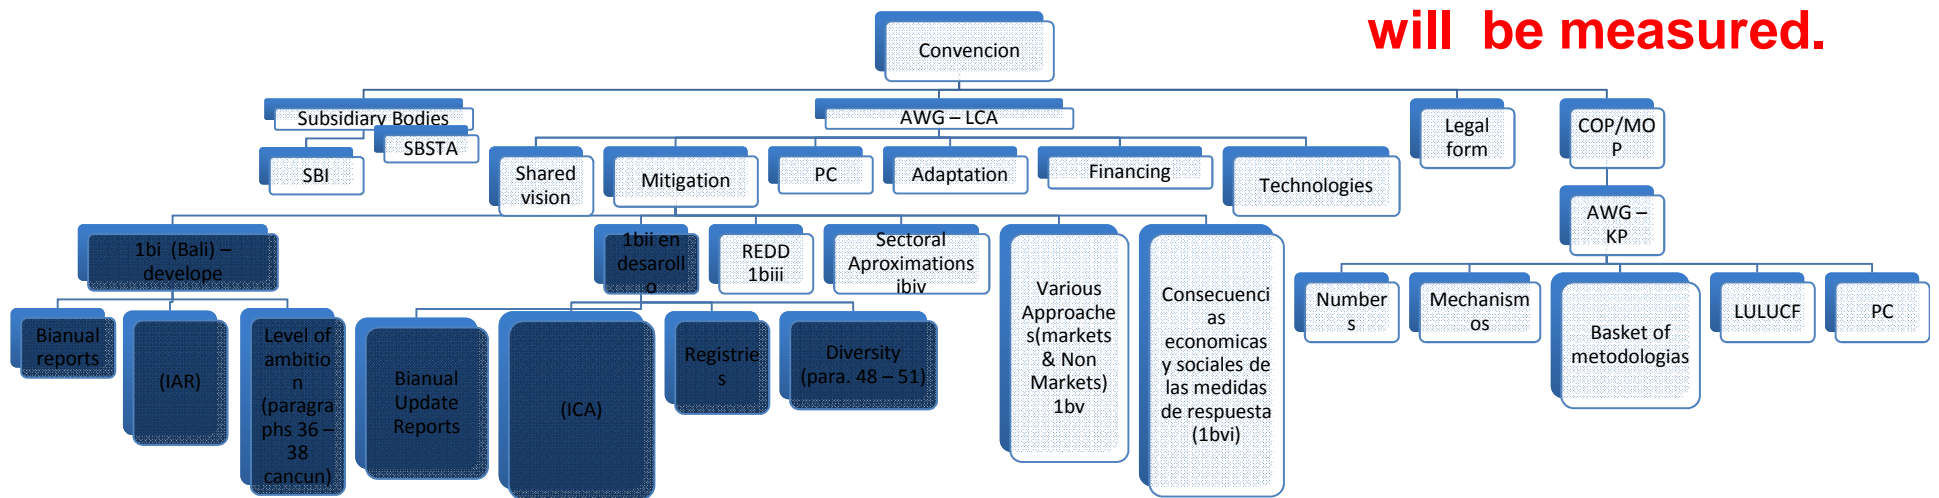 will be measured.
Convencion
Subsidiary Bodies
AWG – LCA
Legal
form
COP/MO
P
SBI
SBSTA
Shared
vision
Mitigation
PC
Adaptation
Financing
Technologies
AWG –
KP
1bi (Bali) –
develope
1bii en
desaroll
o
REDD
1biii
Sectoral
Aproximations
ibiv
Various
Approache
s(markets
& Non
Markets)
1bv
Consecuenci
as
economicas
y sociales de
las medidas
de respuesta
(1bvi)
Number
s
Mechanism
os
Basket of
metodologias
LULUCF
PC
Bianual
reports
(IAR)
Level of
ambitio
n
(paragra
phs 36 –
38
cancun)
Bianual
Update
Reports
(ICA)
Registrie
s
Diversity
(para. 48 – 51)